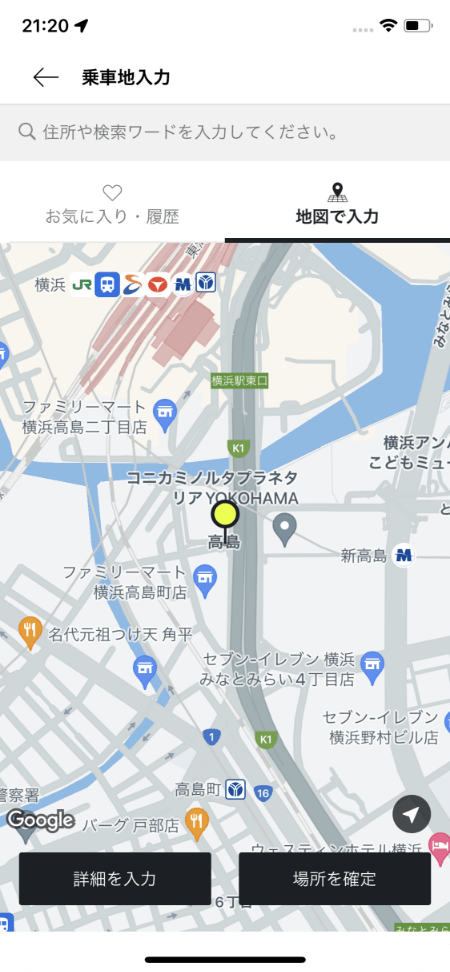 21:20
乗車地入力
住所や検索ワードを入力してください。
お気に入り・履歴
地図で入力
横浜
JR
横浜駅東口
ファミリーマート
横浜高島二丁目店
K1
横浜アン
こどもミュ
コニカミノルタプラネタ
リアYOKOHAMA
高島
新高島
ファミリーマート
横浜高島町店
名代元祖つけ天 角平
セブン-イレブン 横浜
みなとみらい4丁目店
セブン-イレブン
横浜野村ビル店
1
K1
高島町
16
警察署
Google
バーグ 戸部店
ウェスティンホテル横浜
詳細を入力
場所を確定
6丁目
みなとみら